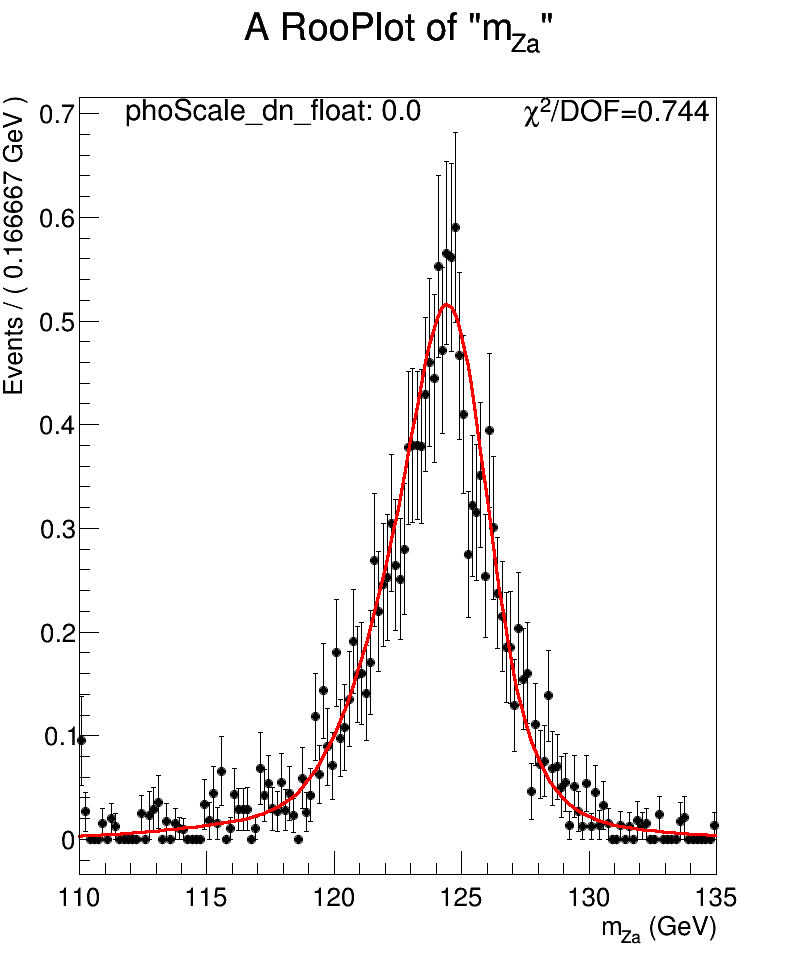 A RooPlot of "m_Za"
phoScale_dn_float: 0.0
χ²/DOF=0.744
Events / ( 0.166667 GeV )
0.7
0.6
0.5
0.4
0.3
0.2
0.1
0
110 115 120 125 130 135
m_Za (GeV)